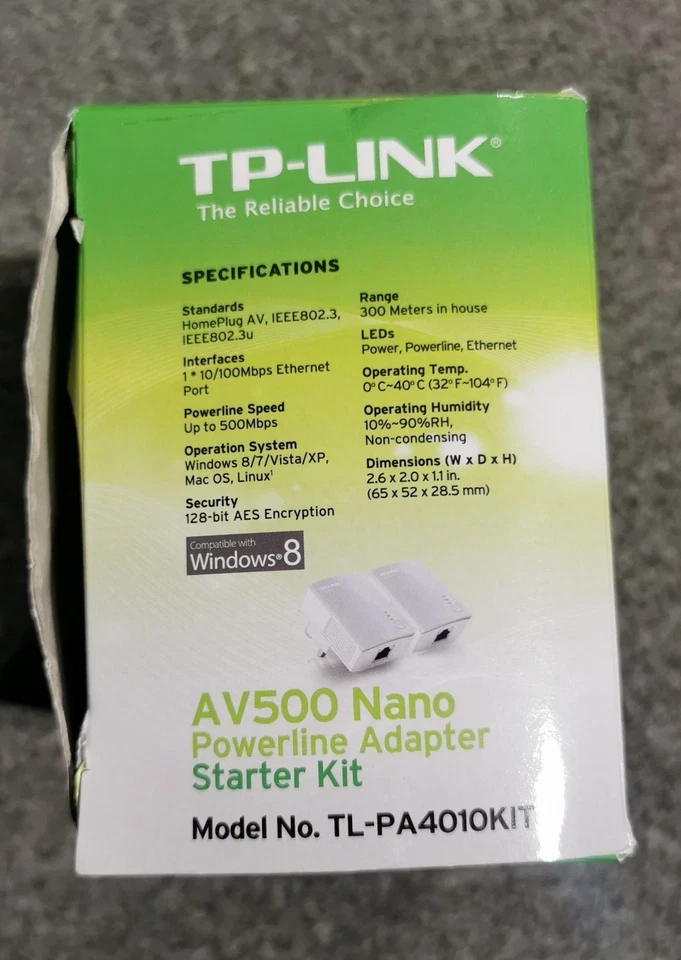 TP-LINK®
The Reliable Choice
SPECIFICATIONS
Standards
HomePlug AV, IEEE802.3,
IEEE802.3u
Interfaces
1 * 10/100Mbps Ethernet
Port
Powerline Speed
Up to 500Mbps
Operation System
Windows 8/7/Vista/XP,
Mac OS, Linux¹
Security
128-bit AES Encryption
Range
300 Meters in house
LEDs
Power, Powerline, Ethernet
Operating Temp.
0°C~40°C (32°F~104°F)
Operating Humidity
10%~90%RH,
Non-condensing
Dimensions (W x D x H)
2.6 x 2.0 x 1.1 in.
(65 x 52 x 28.5 mm)
Compatible with
Windows®8
AV500 Nano
Powerline Adapter
Starter Kit
Model No. TL-PA4010KIT